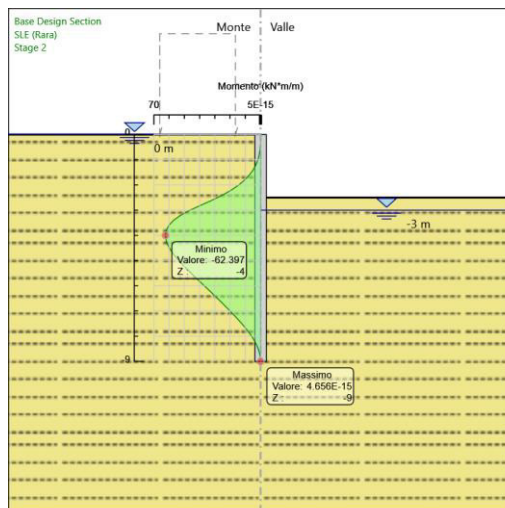 Base Design Section
SLE (Rara)
Stage 2
Monte
Valle
Momento (kN*m/m)
70
5E-15
0
0 m
-3 m
Minimo
Valore: -62.397
Z : -4
-9
Massimo
Valore: 4.656E-15
Z : -9